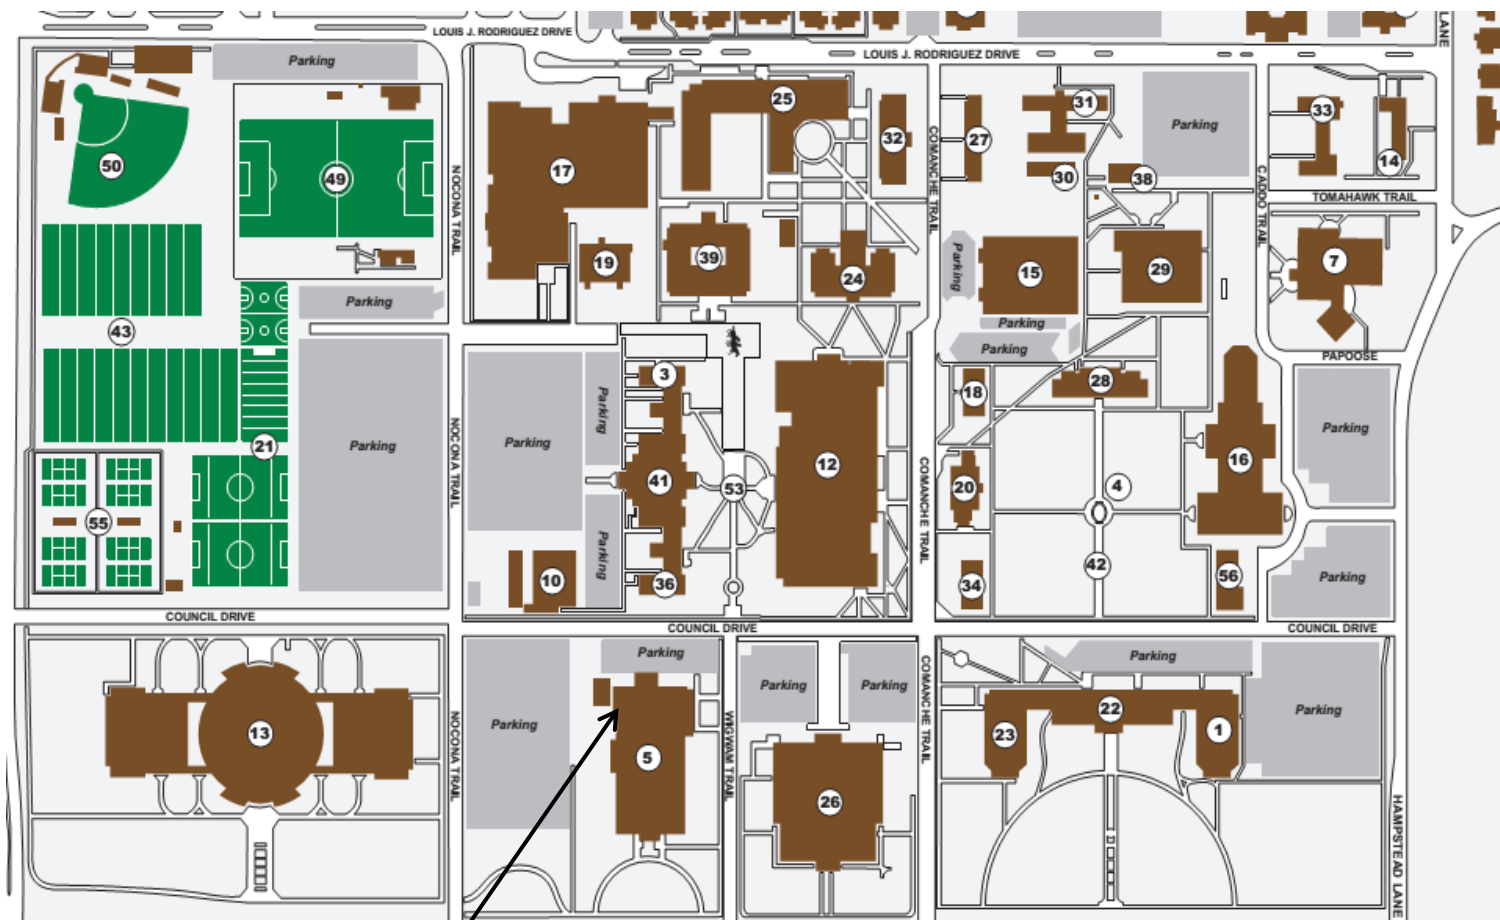 LOUIS J. RODRIGUEZ DRIVE
LOUIS J. RODRIGUEZ DRIVE
LANE
Parking
50
49
NOCONA TRAIL
17
25
32
COMANCHE TRAIL
27
31
30
38
Parking
CADDO TRAIL
33
14
TOMAHAWK TRAIL
19
39
24
Parking
15
29
7
43
Parking
Parking
Parking
PAPOOSE
21
Parking
NOCONA TRAIL
Parking
Parking
3
41
53
12
COMANCHE TRAIL
18
28
20
4
16
Parking
55
10
Parking
36
34
42
56
Parking
COUNCIL DRIVE
COUNCIL DRIVE
COUNCIL DRIVE
13
NOCONA TRAIL
Parking
Parking
5
WIGWAM TRAIL
Parking
Parking
26
COMANCHE TRAIL
Parking
23
22
1
Parking
HAMPSTEAD LANE